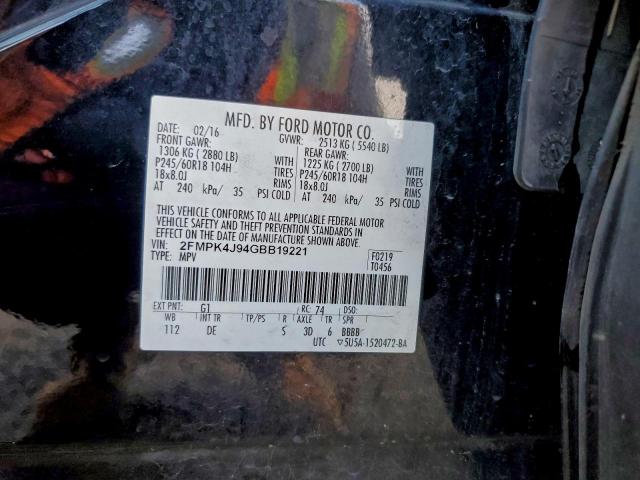 MFD. BY FORD MOTOR CO.
DATE: 02/16 GVWR: 2513 KG ( 5540 LB)
FRONT GAWR: REAR GAWR:
1306 KG ( 2880 LB) WITH 1225 KG ( 2700 LB) WITH
P245/60R18 104H TIRES P245/60R18 104H TIRES
18x8.0J RIMS 18x8.0J RIMS
AT 240 kPa/ 35 PSI COLD AT 240 kPa/ 35 PSI COLD
THIS VEHICLE CONFORMS TO ALL APPLICABLE FEDERAL MOTOR
VEHICLE SAFETY AND THEFT PREVENTION STANDARDS IN
EFFECT ON THE DATE OF MANUFACTURE SHOWN ABOVE.
VIN: 2FMPK4J94GBB19221 F0219
TYPE: MPV T0456
EXT PNT: G1 RC: 74 DSO:
WB INT TR TP/PS R AXLE TR SPR
112 DE S 3D 6 BBBB
UTC ▽5U5A-1520472-BA